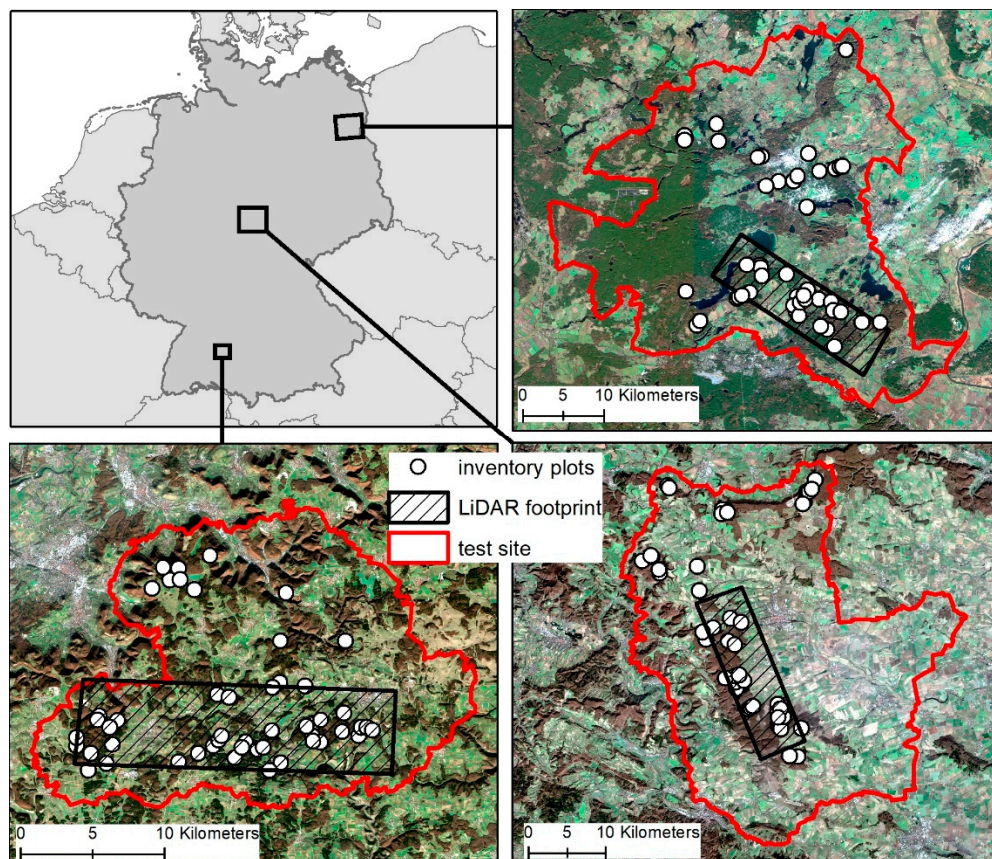 0 5 10 Kilometers
inventory plots
LiDAR footprint
test site
0 5 10 Kilometers
0 5 10 Kilometers